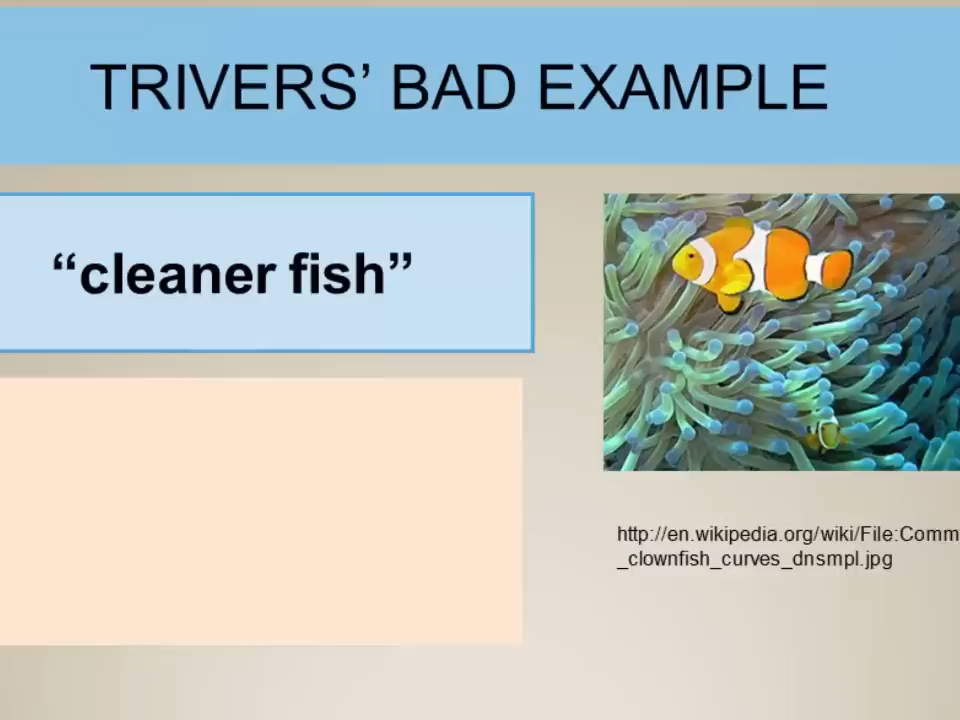 TRIVERS’ BAD EXAMPLE
“cleaner fish”
http://en.wikipedia.org/wiki/File:Comm
_clownfish_curves_dnsmpl.jpg